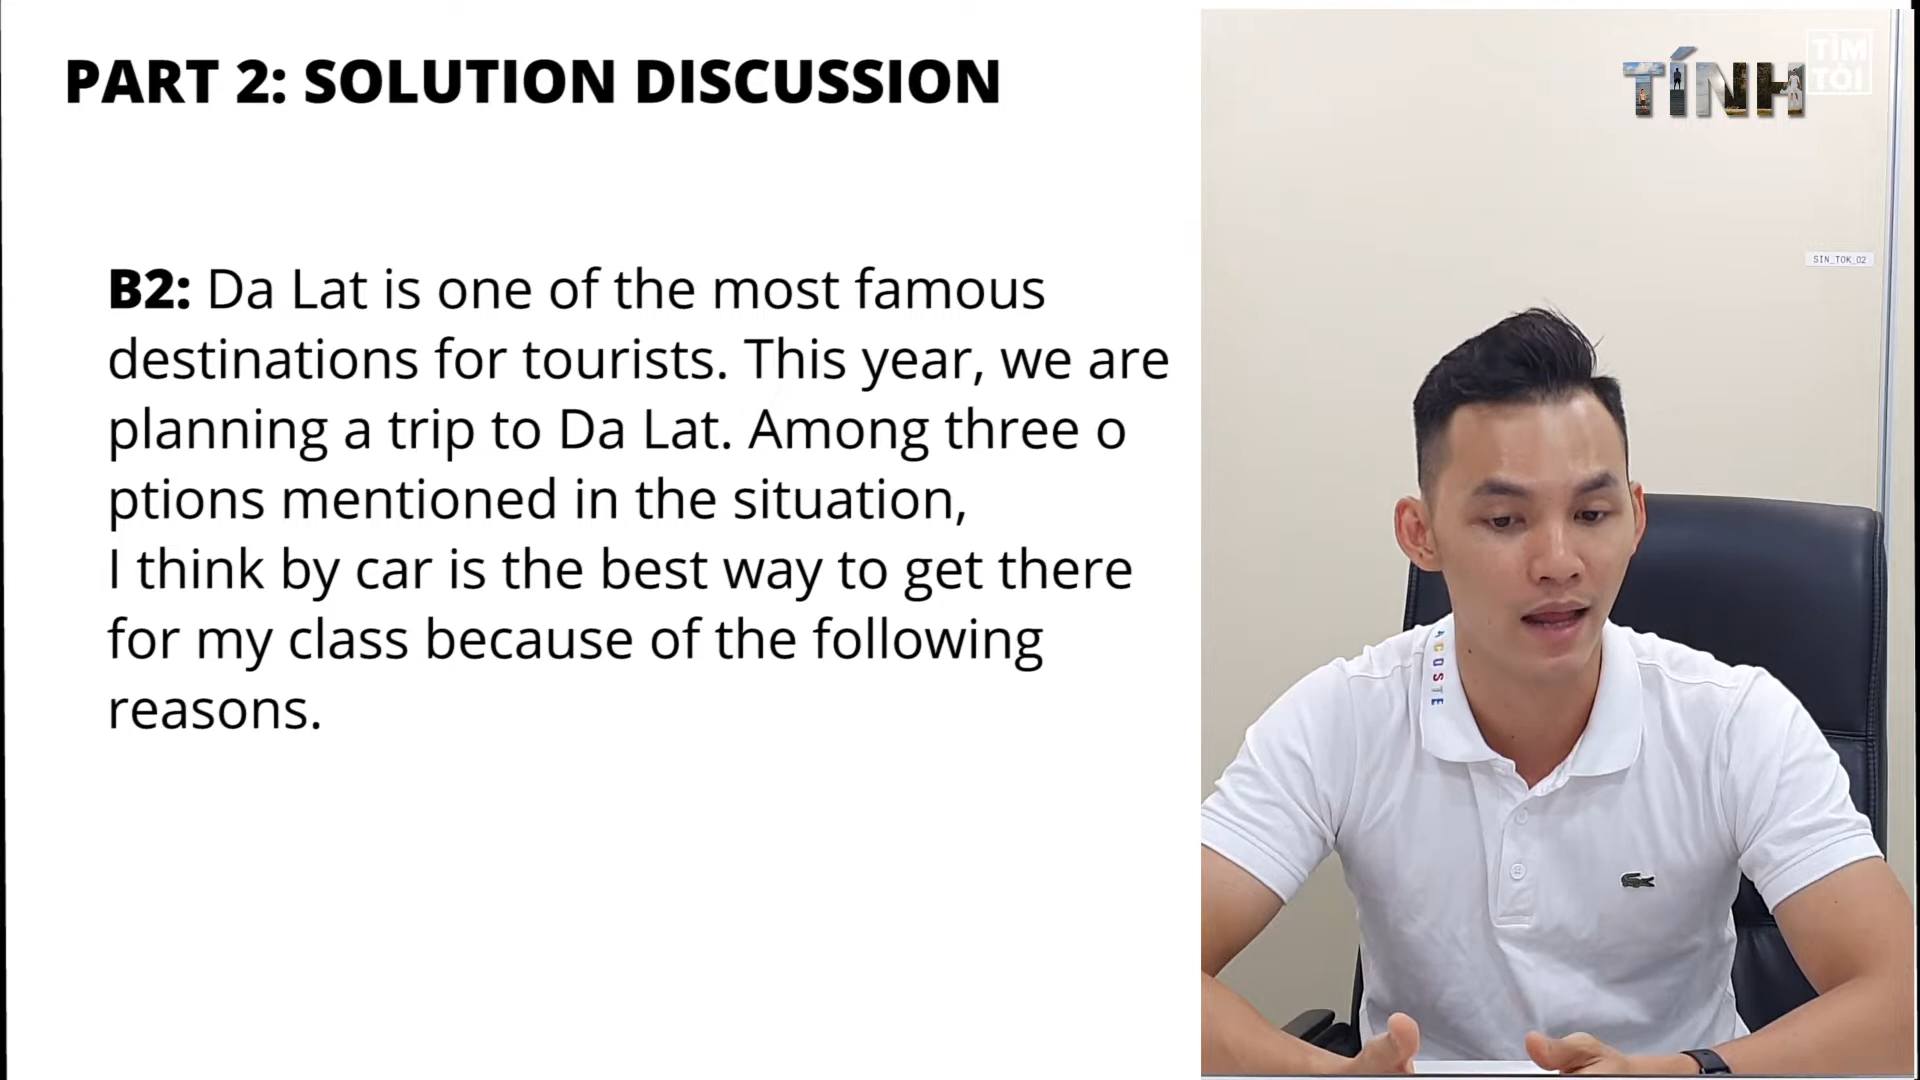 PART 2: SOLUTION DISCUSSION
B2: Da Lat is one of the most famous
destinations for tourists. This year, we are
planning a trip to Da Lat. Among three o
ptions mentioned in the situation,
I think by car is the best way to get there
for my class because of the following
reasons.
TÍNH
TÌM
TÒI
SIN_TOK_02
ACOSTE